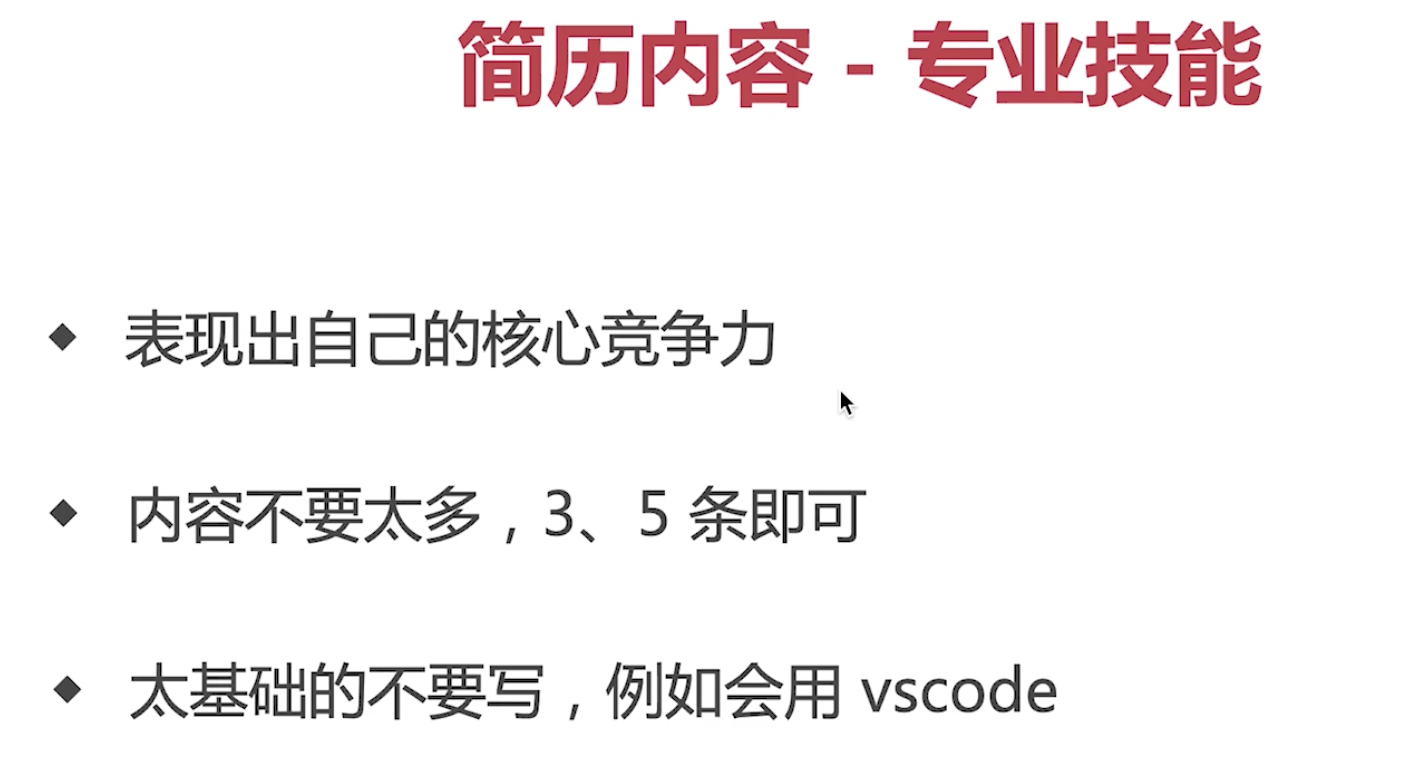 简历内容 - 专业技能
◆ 表现出自己的核心竞争力
◆ 内容不要太多，3、5 条即可
◆ 太基础的不要写，例如会用 vscode